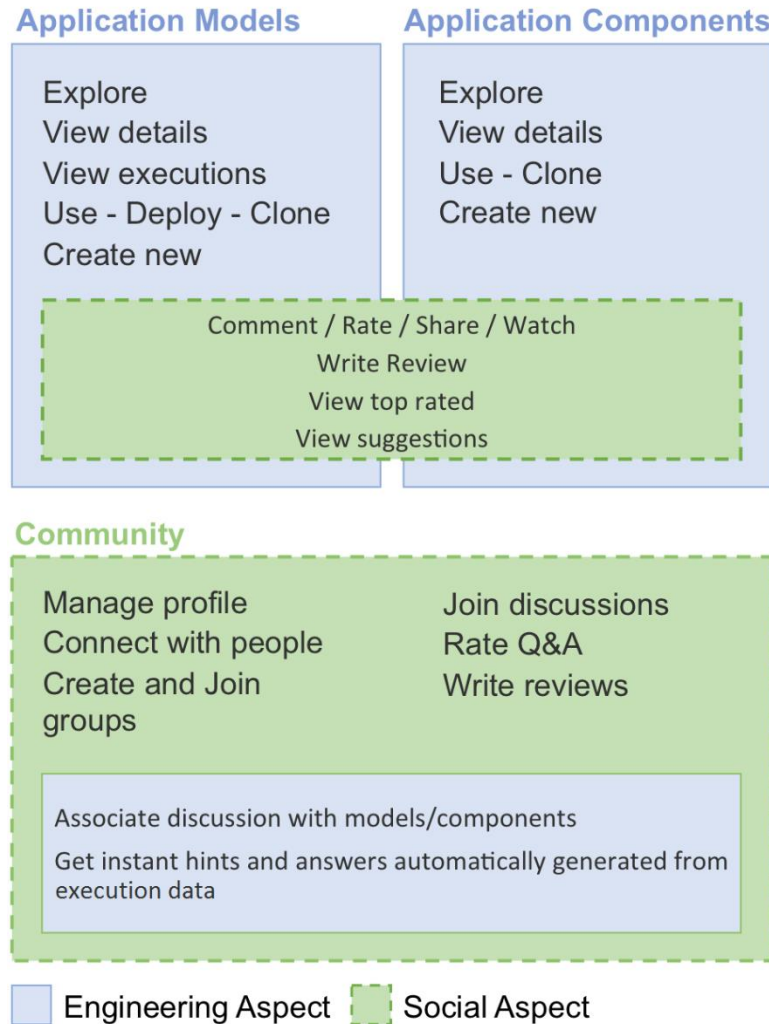 Application Models
Explore
View details
View executions
Use - Deploy - Clone
Create new
Application Components
Explore
View details
Use - Clone
Create new
Comment / Rate / Share / Watch
Write Review
View top rated
View suggestions
Community
Manage profile
Connect with people
Create and Join
groups
Join discussions
Rate Q&A
Write reviews
Associate discussion with models/components
Get instant hints and answers automatically generated from
execution data
Engineering Aspect
Social Aspect